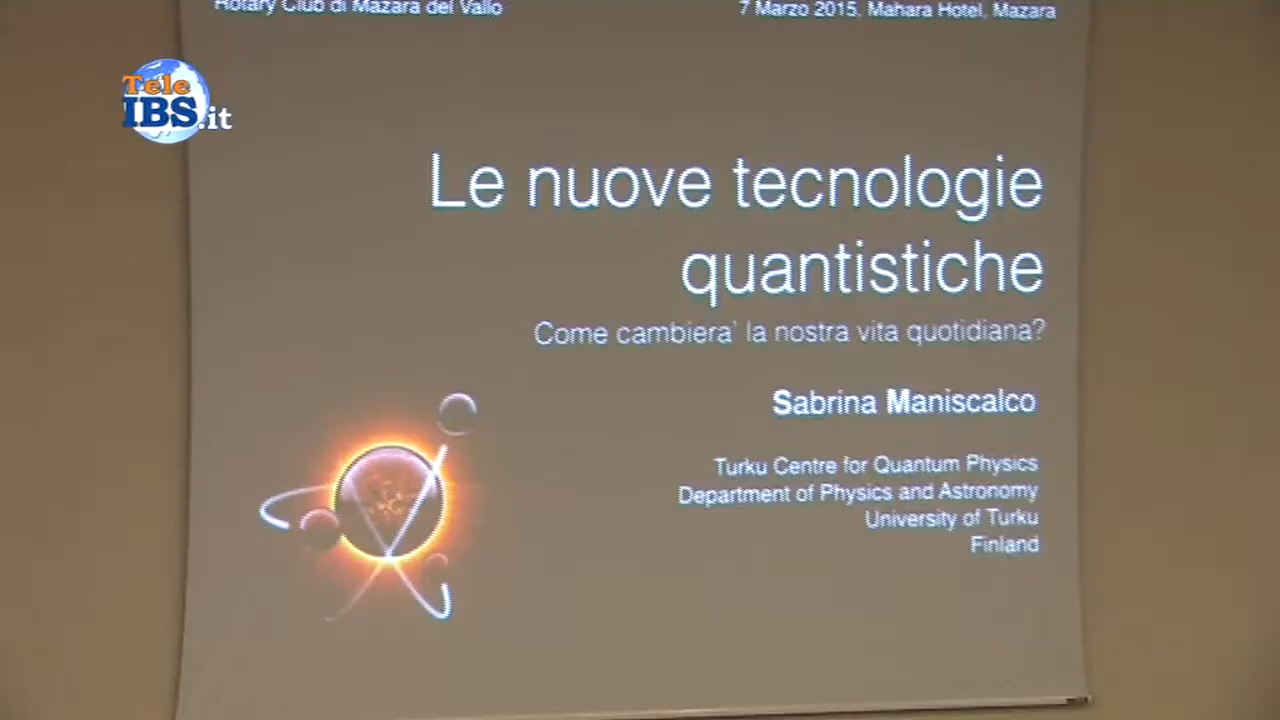 Rotary Club di Mazara del Vallo
7 Marzo 2015, Mahara Hotel, Mazara
Tele
IBS.it
Le nuove tecnologie
quantistiche
Come cambiera' la nostra vita quotidiana?
Sabrina Maniscalco
Turku Centre for Quantum Physics
Department of Physics and Astronomy
University of Turku
Finland